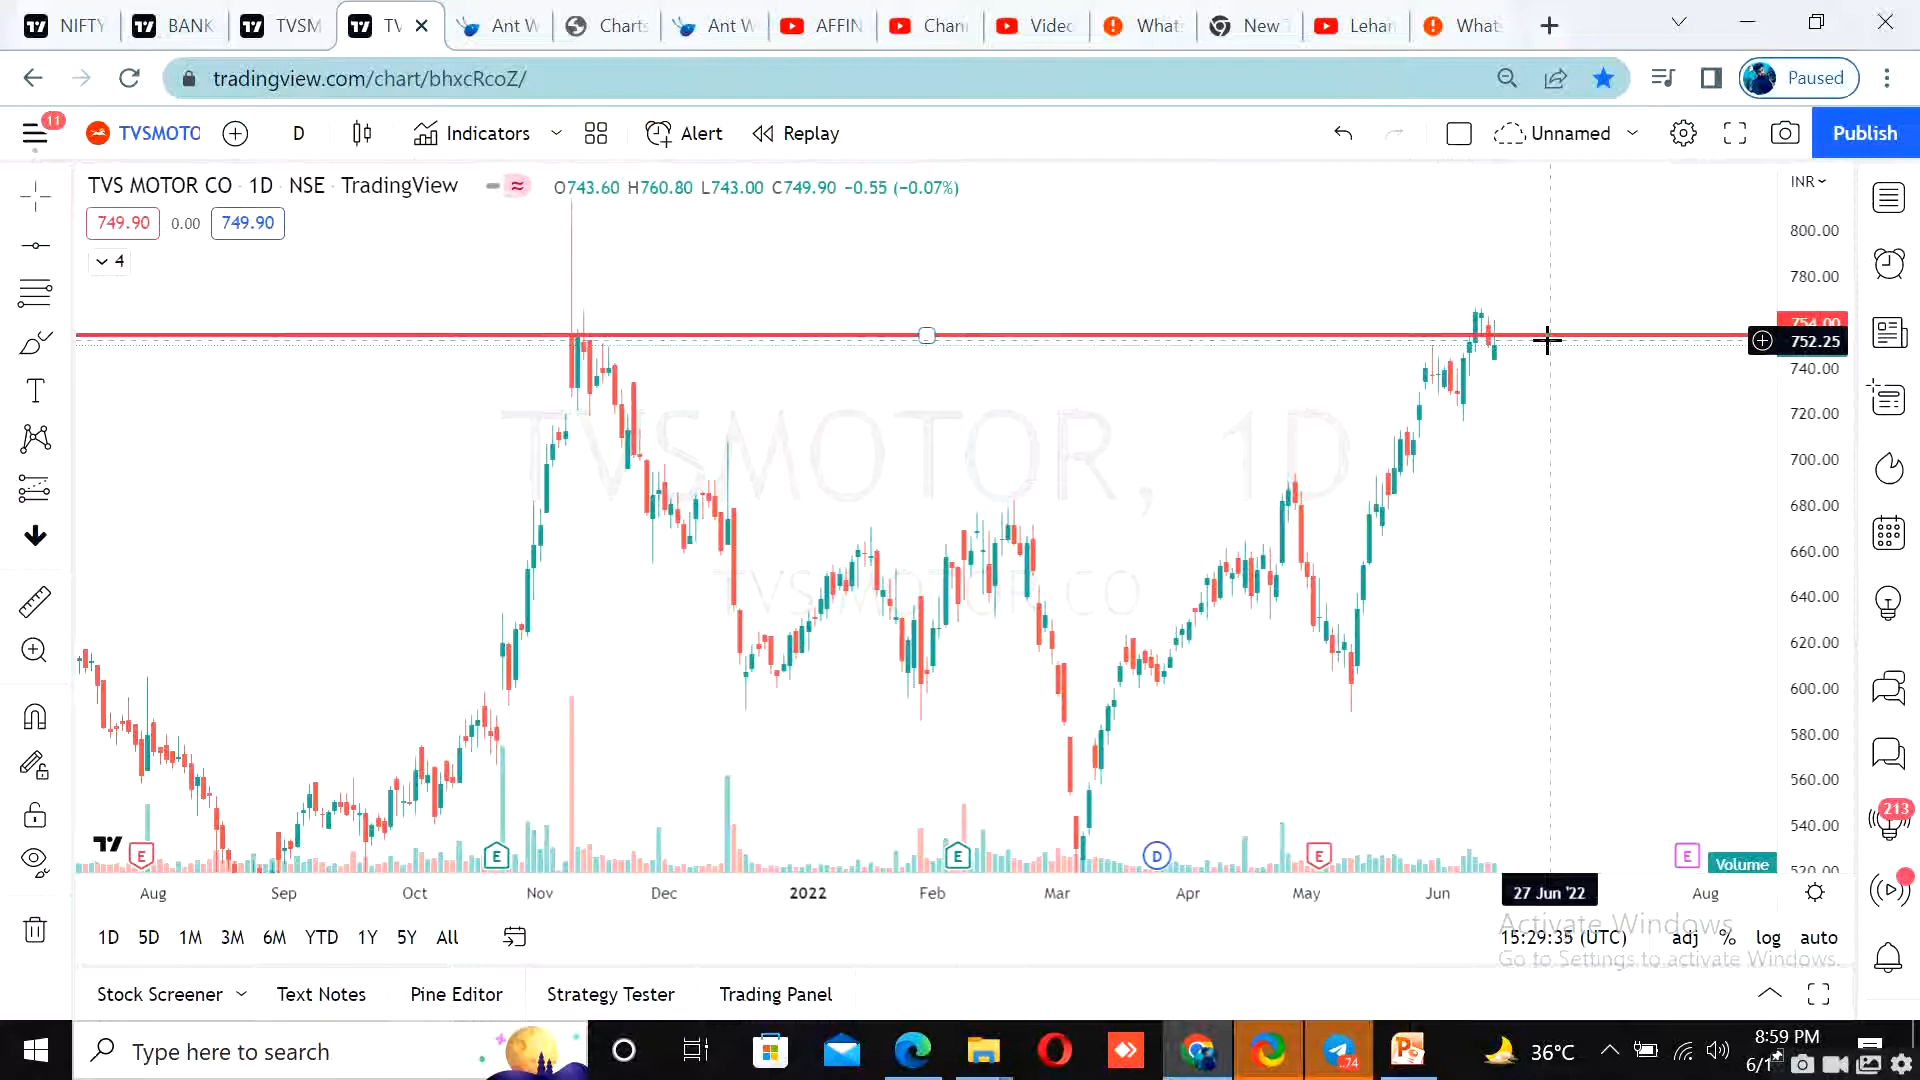 NIFTY BANK TVSM TV Ant W Charts Ant W AFFIN Chan Videc What New T Lehar What
tradingview.com/chart/bhxcRcoZ/ Paused
11 TVSMOTO D Indicators Alert Replay Unnamed Publish
TVS MOTOR CO · 1D · NSE · TradingView O743.60 H760.80 L743.00 C749.90 −0.55 (−0.07%) INR
749.90 0.00 749.90
4
800.00
780.00
754.00
752.25
740.00
720.00
700.00
680.00
660.00
640.00
620.00
600.00
580.00
560.00
540.00
520.00
TVSMOTOR, 1D
TVS MOTOR CO
E E E D E E Volume
Aug Sep Oct Nov Dec 2022 Feb Mar Apr May Jun 27 Jun '22 Aug
213
1D 5D 1M 3M 6M YTD 1Y 5Y All 15:29:35 (UTC) adj % log auto
Activate Windows
Go to Settings to activate Windows.
Stock Screener Text Notes Pine Editor Strategy Tester Trading Panel
Type here to search 74 36°C 8:59 PM